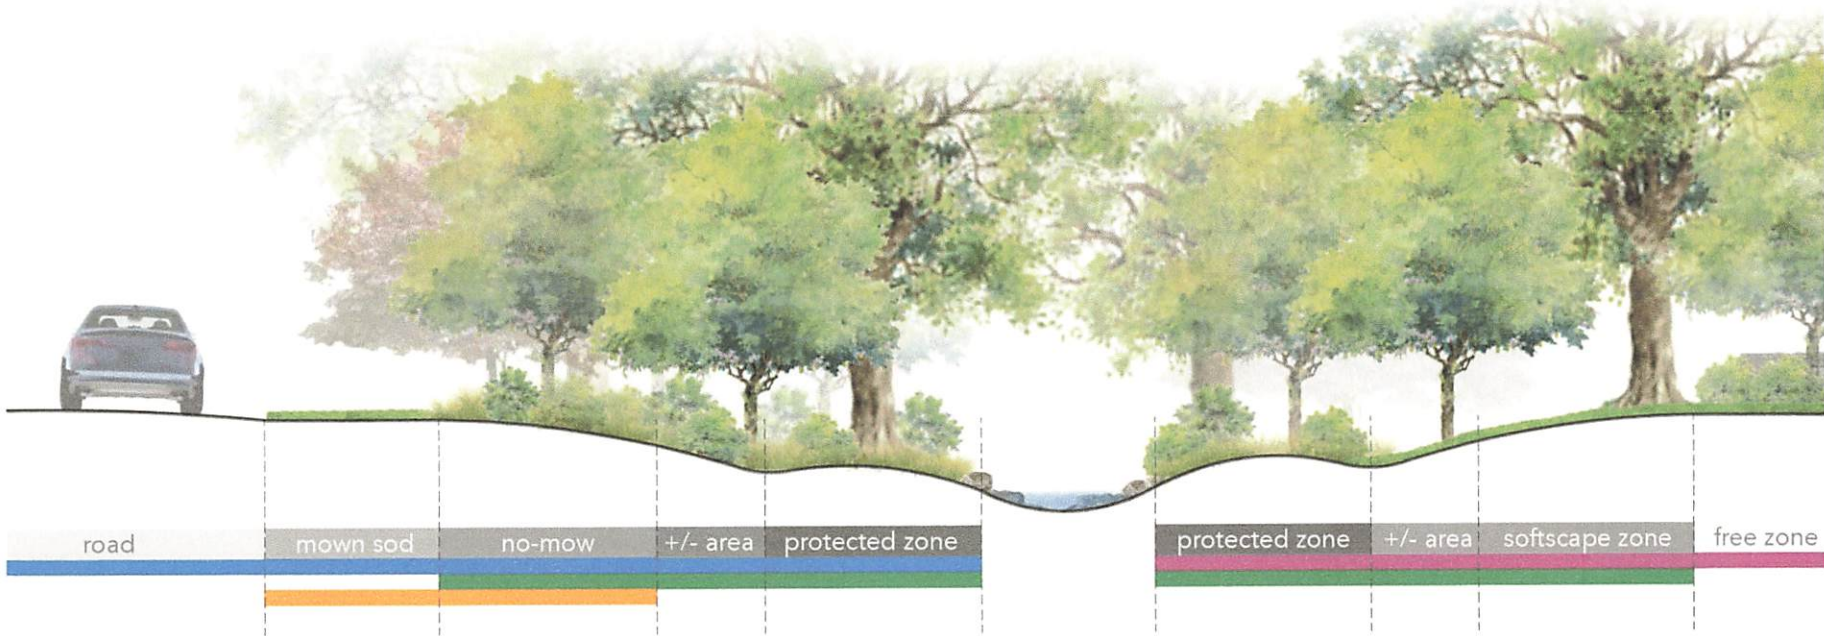 road
mown sod
no-mow
+/- area
protected zone
protected zone
+/- area
softscape zone
free zone